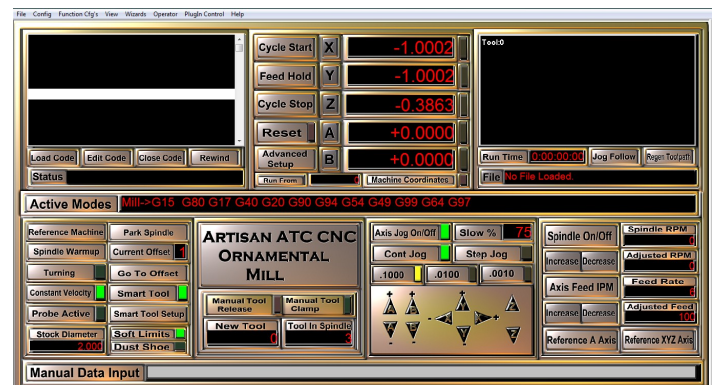 File Config Function Cfg's View Wizards Operator PlugIn Control Help
Cycle Start X -1.0002
Feed Hold Y -1.0002
Cycle Stop Z -0.3863
Reset A +0.0000
Advanced Setup B +0.0000
Run From 0 Machine Coordinates
Tool:0
Load Code Edit Code Close Code Rewind
Status
Run Time 0:00:00:00 Jog Follow Regen Toolpath
File No File Loaded.
Active Modes Mill->G15 G80 G17 G40 G20 G90 G94 G54 G49 G99 G64 G97
Reference Machine Park Spindle
Spindle Warmup Current Offset 1
Turning Go To Offset
Constant Velocity Smart Tool
Probe Active Smart Tool Setup
Stock Diameter Soft Limits
2.000 Dust Shoe
ARTISAN ATC CNC
ORNAMENTAL
MILL
Manual Tool Release Manual Tool Clamp
New Tool Tool In Spindle
0 3
Axis Jog On/Off Slow % 75
Cont Jog Step Jog
.1000 .0100 .0010
Spindle On/Off Spindle RPM
0
Increase Decrease Adjusted RPM
0
Axis Feed IPM Feed Rate
6
Increase Decrease Adjusted Feed
100
Reference A Axis Reference XYZ Axis
Manual Data Input